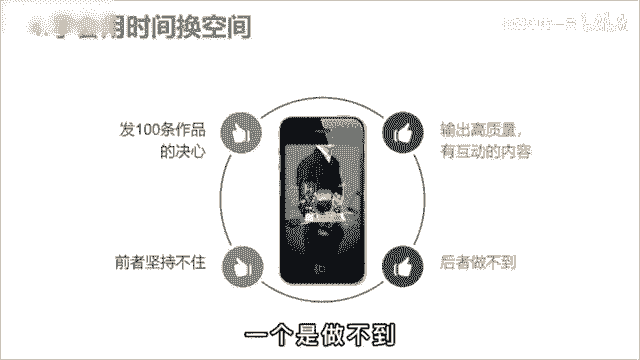 用时间换空间
发100条作品
的决心
输出高质量，
有互动的内容
前者坚持不住
后者做不到
一个是做不到